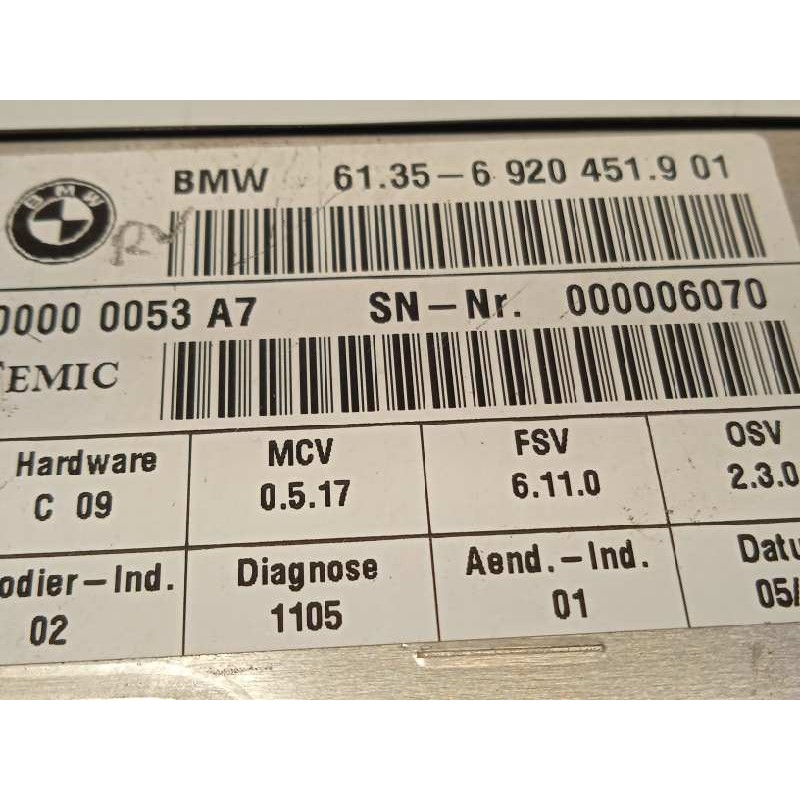 BMW
BMW 61.35-6 920 451.9 01
0000 0053 A7 SN-Nr. 000006070
TEMIC
Hardware MCV FSV OSV
C 09 0.5.17 6.11.0 2.3.0
odier-Ind. Diagnose Aend.-Ind. Datu
02 1105 01 05/